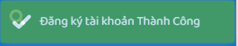 Đăng ký tài khoản Thành Công